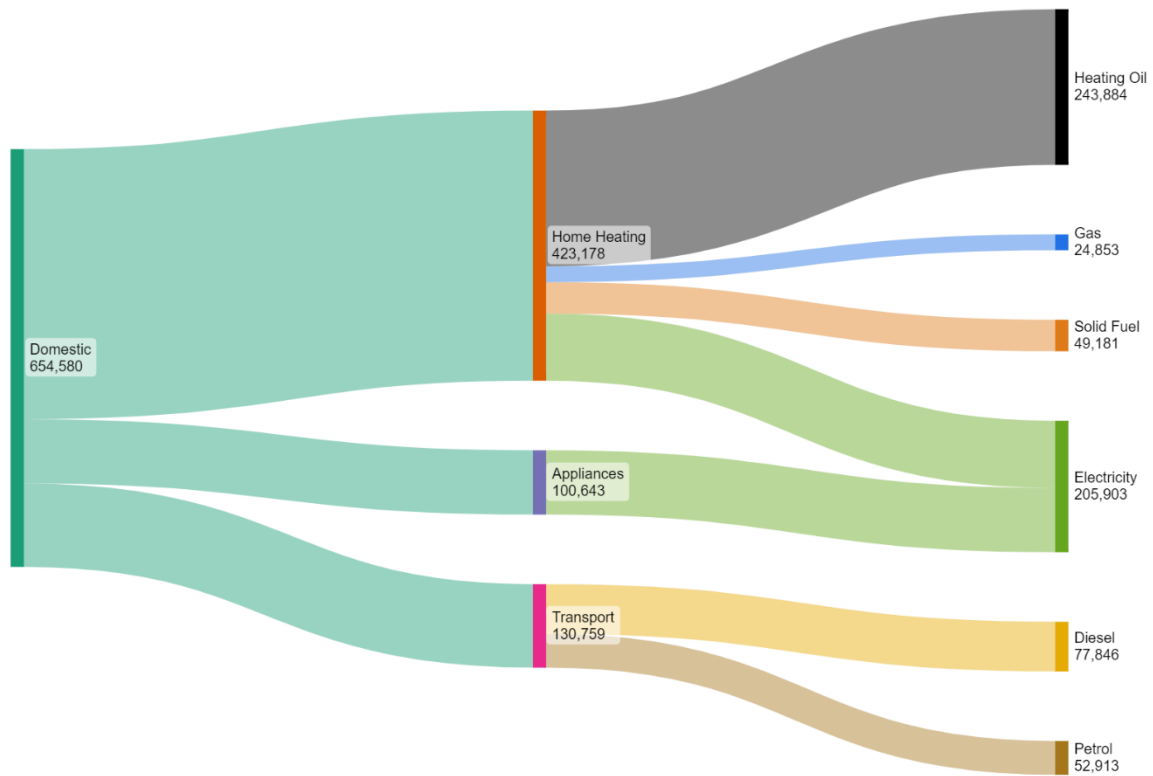 Domestic
654,580
Home Heating
423,178
Appliances
100,643
Transport
130,759
Heating Oil
243,884
Gas
24,853
Solid Fuel
49,181
Electricity
205,903
Diesel
77,846
Petrol
52,913